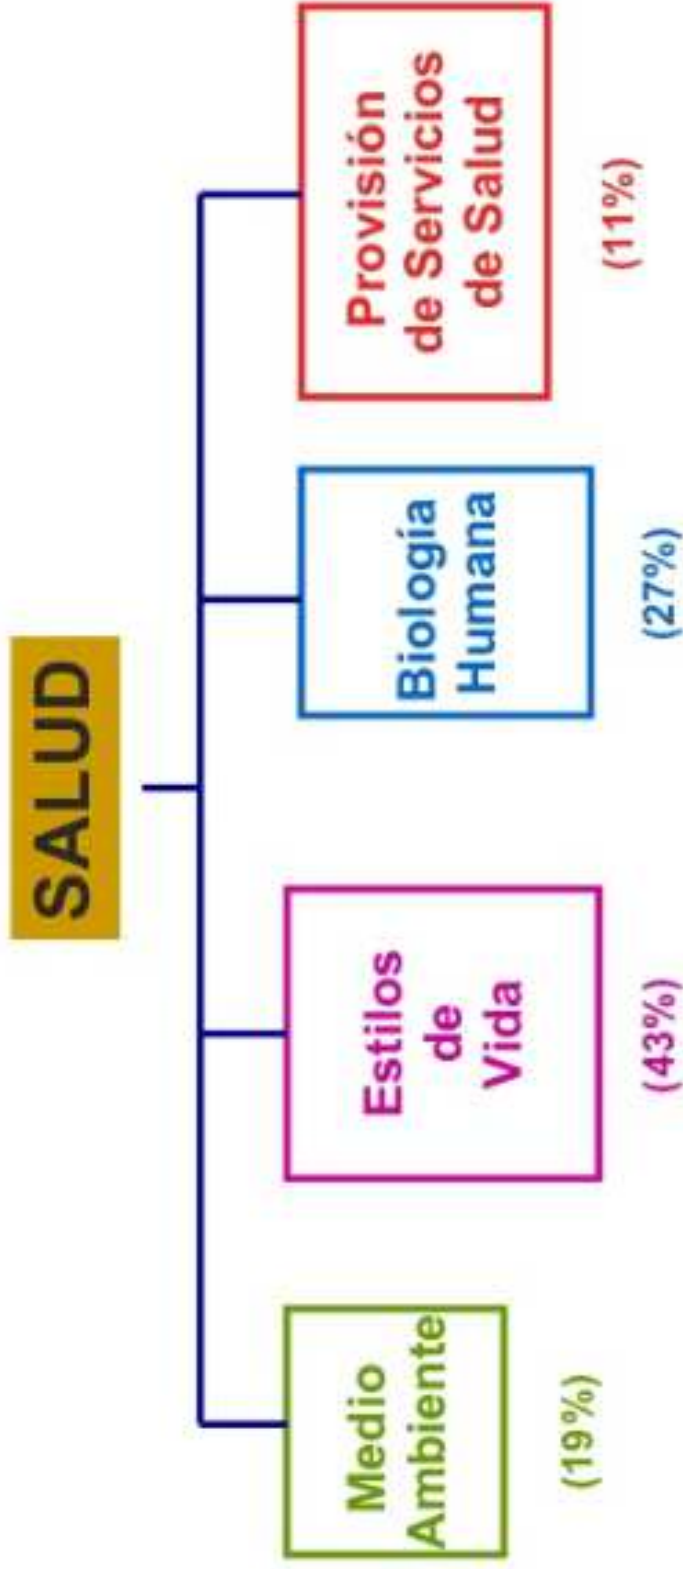 SALUD
Medio
Ambiente
(19%)
Estilos
de
Vida
(43%)
Biología
Humana
(27%)
Provisión
de Servicios
de Salud
(11%)